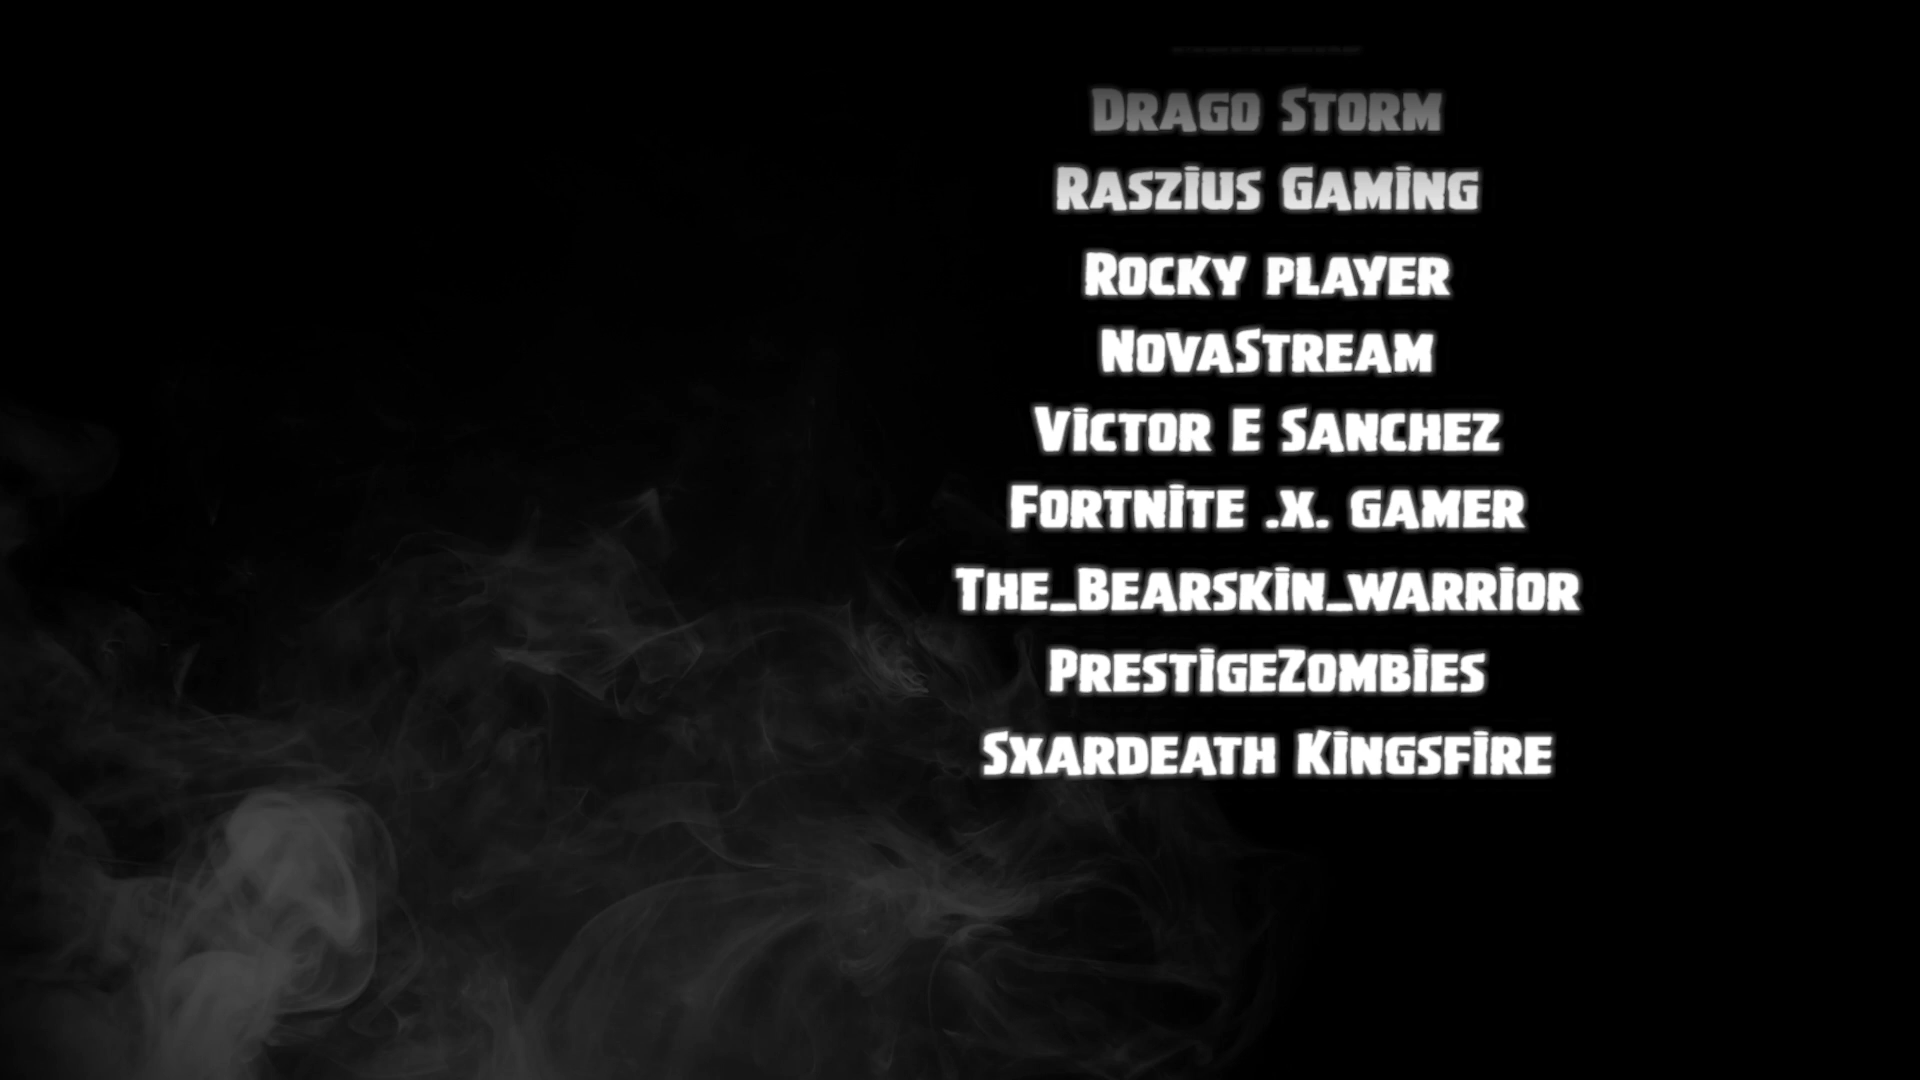 Drago Storm
Raszius Gaming
Rocky player
NovaStream
Victor E Sanchez
Fortnite .x. gamer
The_Bearskin_warrior
PrestigeZombies
Sxardeath Kingsfire